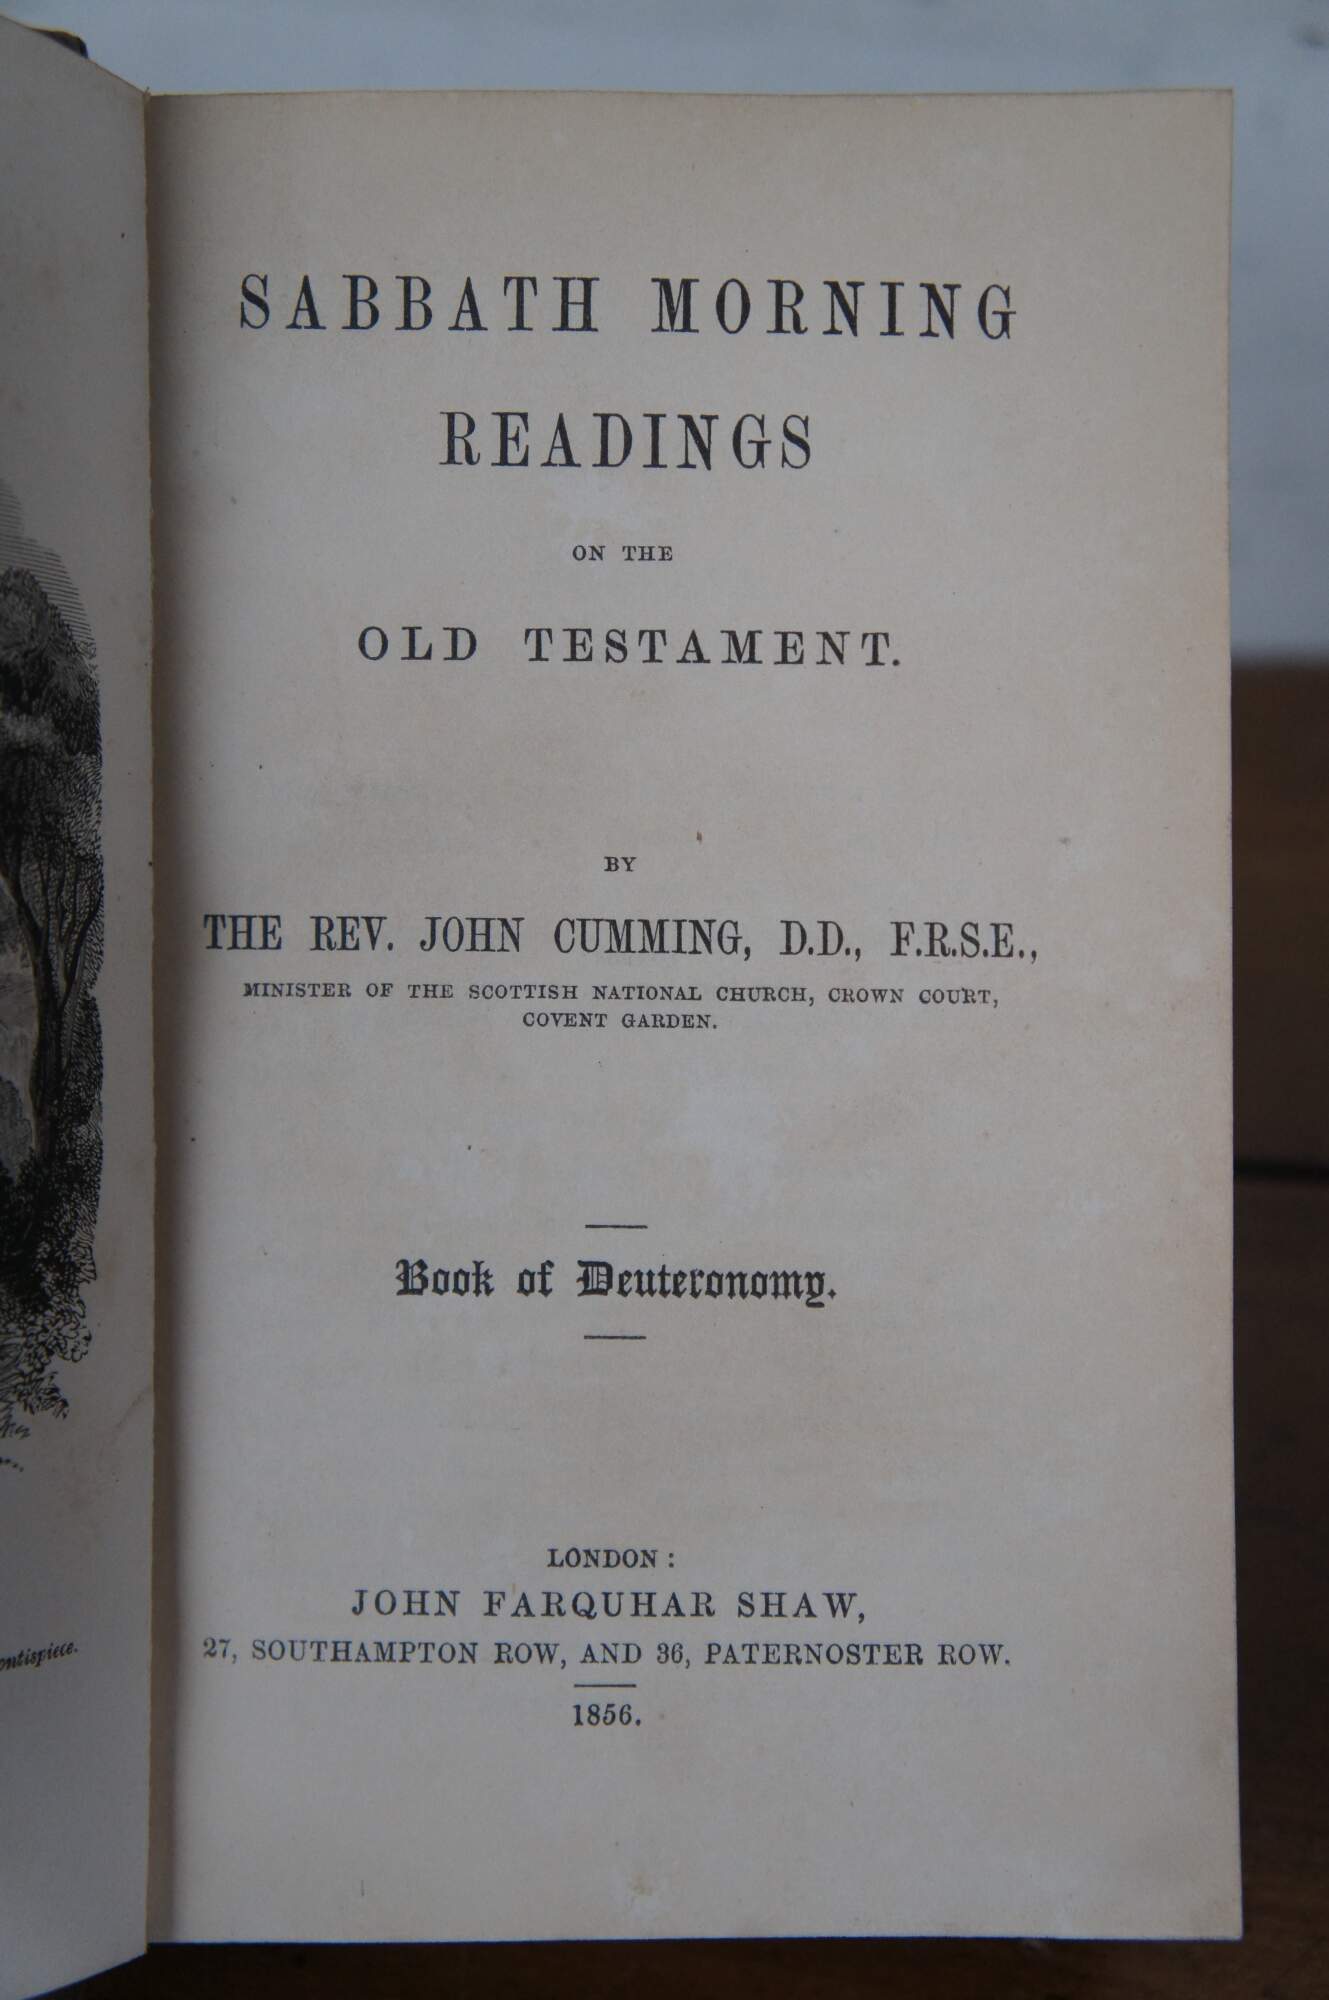 SABBATH MORNING
READINGS
ON THE
OLD TESTAMENT.
BY
THE REV. JOHN CUMMING, D.D., F.R.S.E.,
MINISTER OF THE SCOTTISH NATIONAL CHURCH, CROWN COURT,
COVENT GARDEN.
Book of Deuteronomy.
LONDON:
JOHN FARQUHAR SHAW,
27, SOUTHAMPTON ROW, AND 36, PATERNOSTER ROW.
1856.